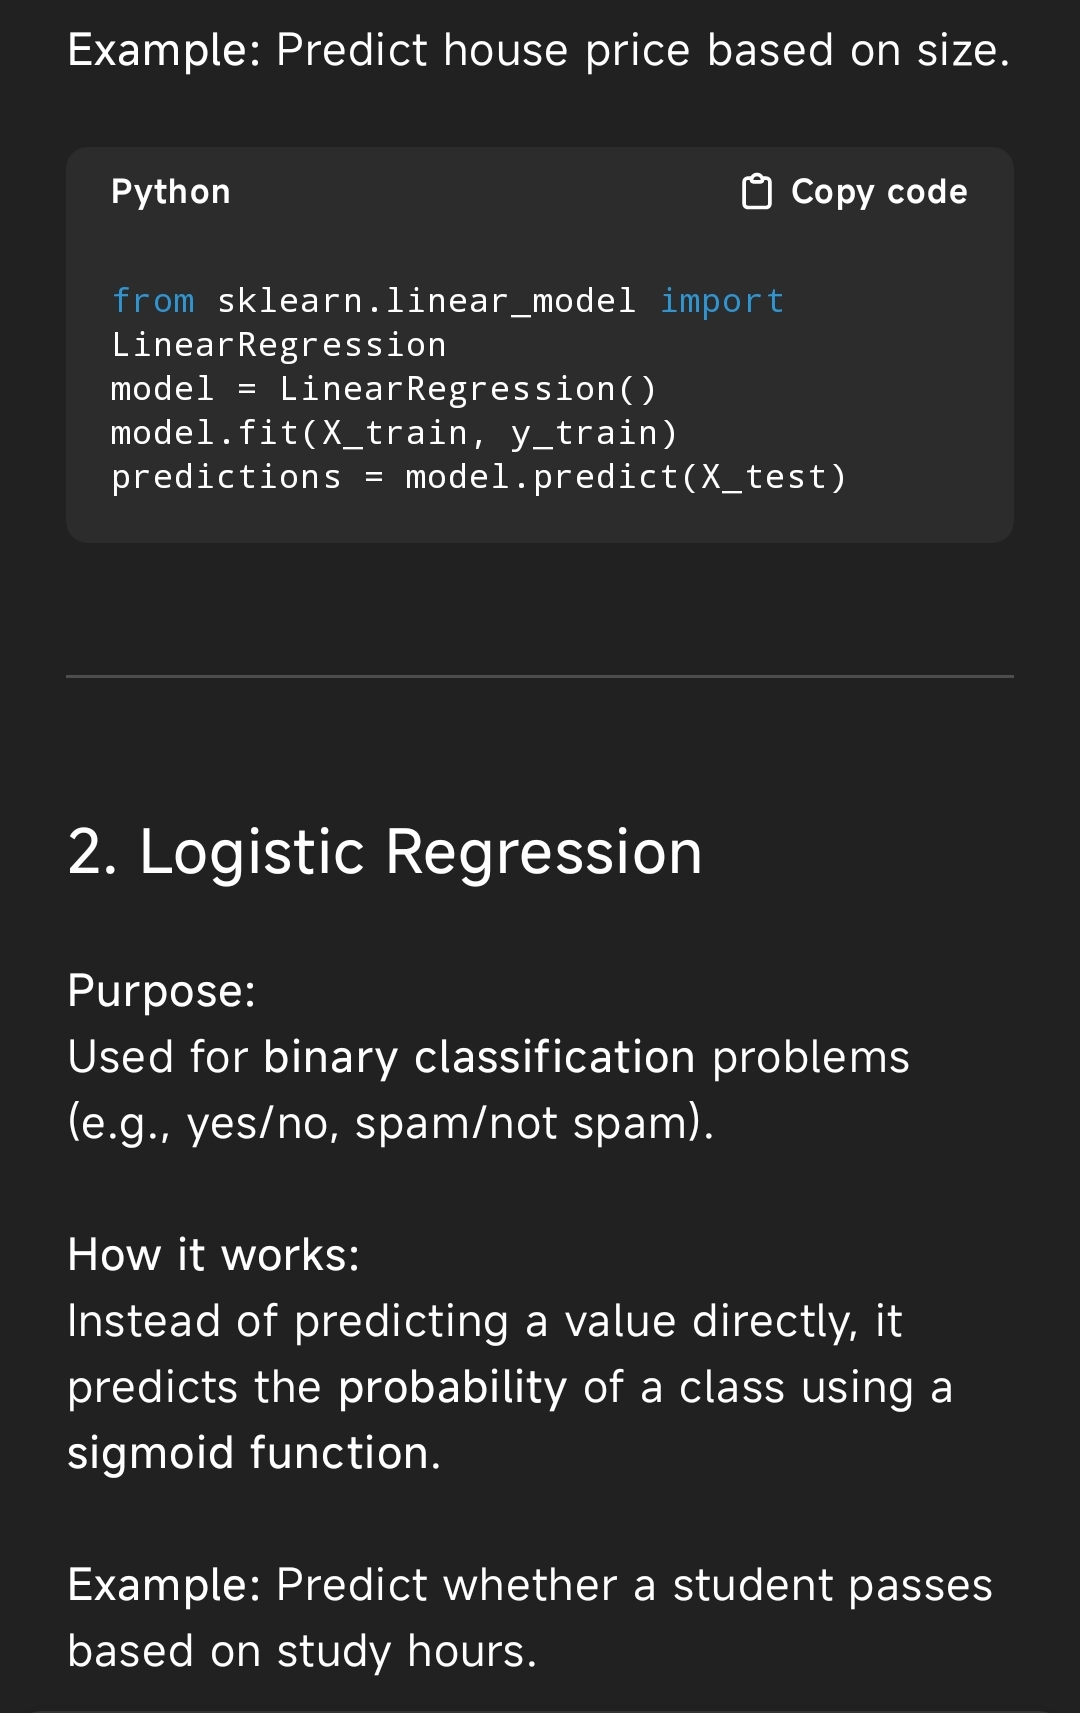 Example: Predict house price based on size.
Python
Copy code
from sklearn.linear_model import
LinearRegression
model = LinearRegression()
model.fit(X_train, y_train)
predictions = model.predict(X_test)
2. Logistic Regression
Purpose:
Used for binary classification problems
(e.g., yes/no, spam/not spam).
How it works:
Instead of predicting a value directly, it
predicts the probability of a class using a
sigmoid function.
Example: Predict whether a student passes
based on study hours.